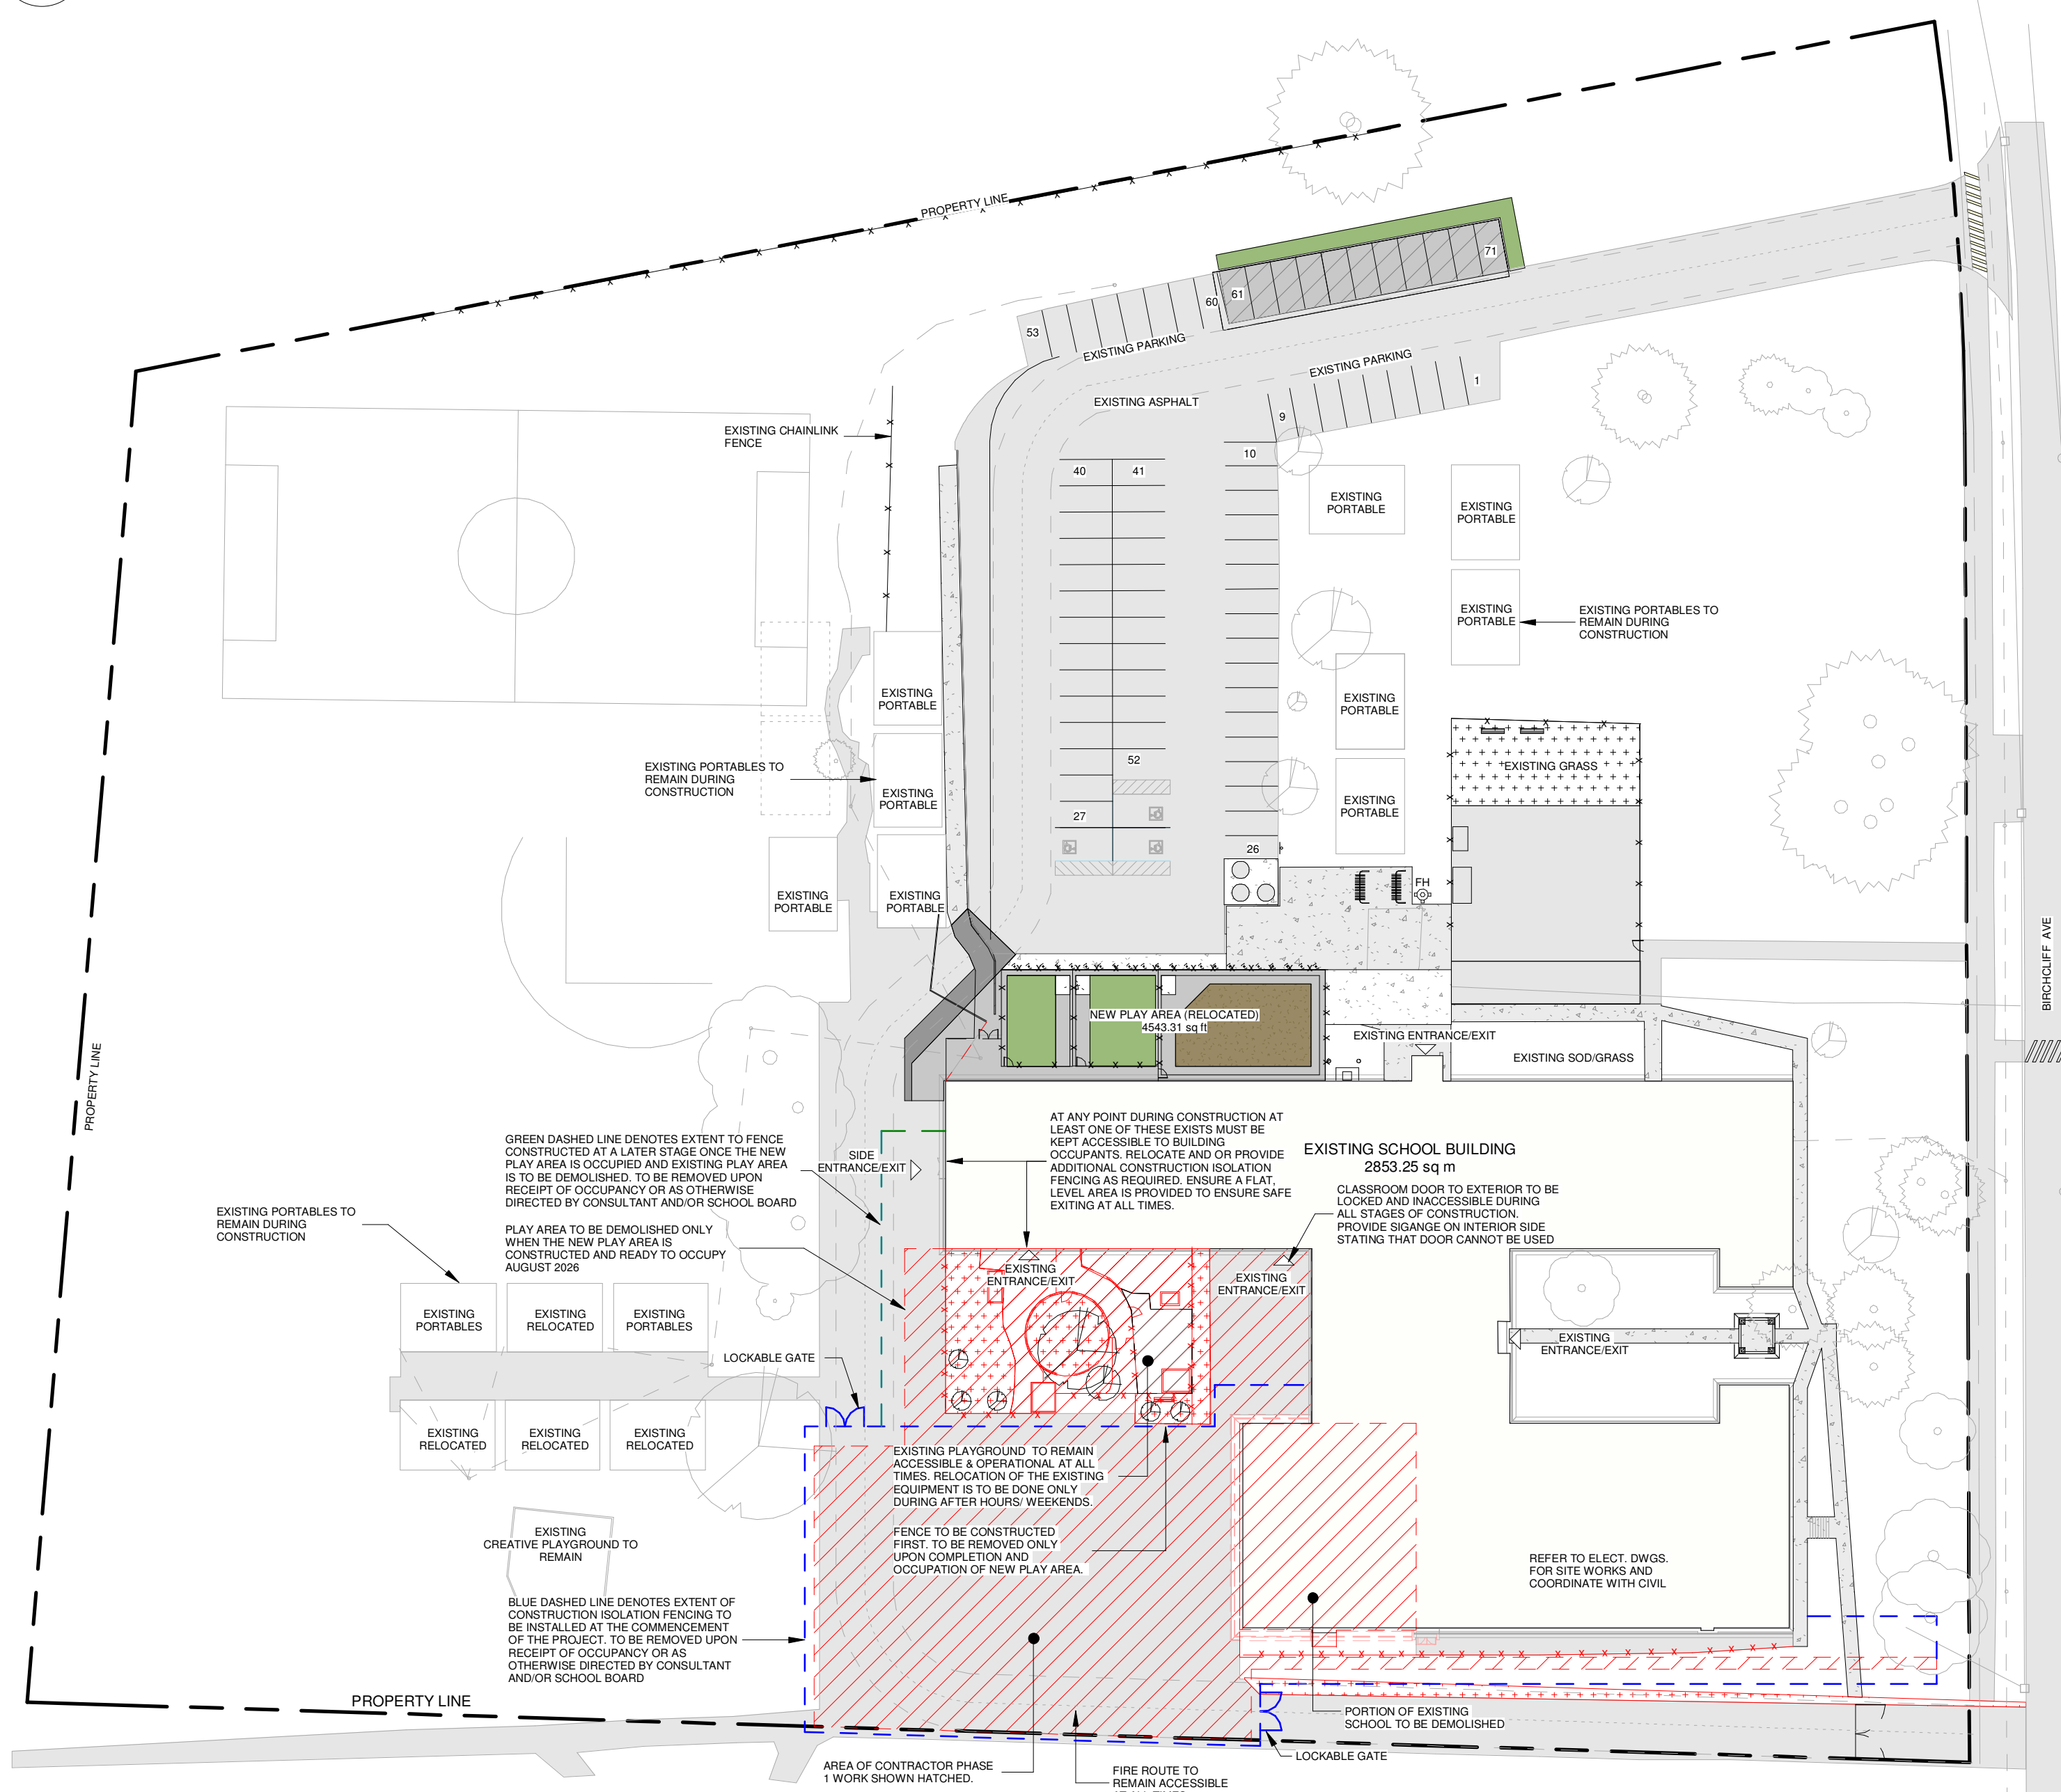 PROPERTY LINE
71
61
60
53
EXISTING PARKING
EXISTING PARKING
1
9
EXISTING ASPHALT
EXISTING CHAINLINK
FENCE
10
40
41
EXISTING
PORTABLE
EXISTING
PORTABLE
EXISTING
PORTABLE
EXISTING PORTABLES TO
REMAIN DURING
CONSTRUCTION
EXISTING
PORTABLE
EXISTING
PORTABLE
52
EXISTING GRASS
EXISTING PORTABLES TO
REMAIN DURING
CONSTRUCTION
EXISTING
PORTABLE
EXISTING
PORTABLE
27
26
FH
EXISTING
PORTABLE
EXISTING
PORTABLE
BIRCHCLIFF AVE
NEW PLAY AREA (RELOCATED)
4543.31 sq ft
EXISTING ENTRANCE/EXIT
EXISTING SOD/GRASS
PROPERTY LINE
GREEN DASHED LINE DENOTES EXTENT TO FENCE
CONSTRUCTED AT A LATER STAGE ONCE THE NEW
PLAY AREA IS OCCUPIED AND EXISTING PLAY AREA
IS TO BE DEMOLISHED. TO BE REMOVED UPON
RECEIPT OF OCCUPANCY OR AS OTHERWISE
DIRECTED BY CONSULTANT AND/OR SCHOOL BOARD
SIDE
ENTRANCE/EXIT
AT ANY POINT DURING CONSTRUCTION AT
LEAST ONE OF THESE EXISTS MUST BE
KEPT ACCESSIBLE TO BUILDING
OCCUPANTS. RELOCATE AND OR PROVIDE
ADDITIONAL CONSTRUCTION ISOLATION
FENCING AS REQUIRED. ENSURE A FLAT,
LEVEL AREA IS PROVIDED TO ENSURE SAFE
EXITING AT ALL TIMES.
EXISTING SCHOOL BUILDING
2853.25 sq m
CLASSROOM DOOR TO EXTERIOR TO BE
LOCKED AND INACCESSIBLE DURING
ALL STAGES OF CONSTRUCTION.
PROVIDE SIGANGE ON INTERIOR SIDE
STATING THAT DOOR CANNOT BE USED
EXISTING PORTABLES TO
REMAIN DURING
CONSTRUCTION
PLAY AREA TO BE DEMOLISHED ONLY
WHEN THE NEW PLAY AREA IS
CONSTRUCTED AND READY TO OCCUPY
AUGUST 2026
EXISTING
ENTRANCE/EXIT
EXISTING
ENTRANCE/EXIT
EXISTING
PORTABLES
EXISTING
RELOCATED
EXISTING
PORTABLES
EXISTING
ENTRANCE/EXIT
LOCKABLE GATE
EXISTING
RELOCATED
EXISTING
RELOCATED
EXISTING
RELOCATED
EXISTING PLAYGROUND TO REMAIN
ACCESSIBLE & OPERATIONAL AT ALL
TIMES. RELOCATION OF THE EXISTING
EQUIPMENT IS TO BE DONE ONLY
DURING AFTER HOURS/ WEEKENDS.
FENCE TO BE CONSTRUCTED
FIRST. TO BE REMOVED ONLY
UPON COMPLETION AND
OCCUPATION OF NEW PLAY AREA.
EXISTING
CREATIVE PLAYGROUND TO
REMAIN
REFER TO ELECT. DWGS.
FOR SITE WORKS AND
COORDINATE WITH CIVIL
BLUE DASHED LINE DENOTES EXTENT OF
CONSTRUCTION ISOLATION FENCING TO
BE INSTALLED AT THE COMMENCEMENT
OF THE PROJECT. TO BE REMOVED UPON
RECEIPT OF OCCUPANCY OR AS
OTHERWISE DIRECTED BY CONSULTANT
AND/OR SCHOOL BOARD
PROPERTY LINE
PORTION OF EXISTING
SCHOOL TO BE DEMOLISHED
LOCKABLE GATE
AREA OF CONTRACTOR PHASE
1 WORK SHOWN HATCHED.
FIRE ROUTE TO
REMAIN ACCESSIBLE